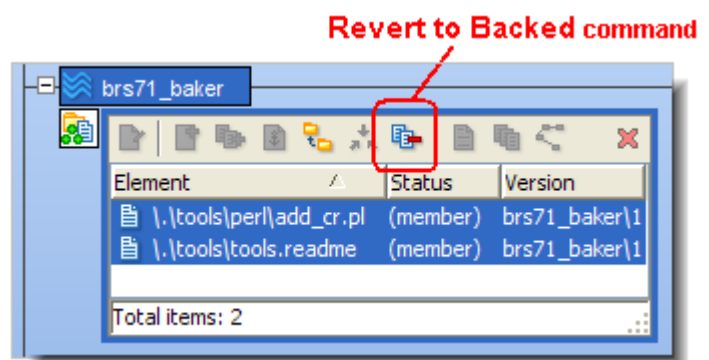 Revert to Backed command
brs71_baker
Element Status Version
\.\tools\perl\add_cr.pl (member) brs71_baker\1
\.\tools\tools.readme (member) brs71_baker\1
Total items: 2